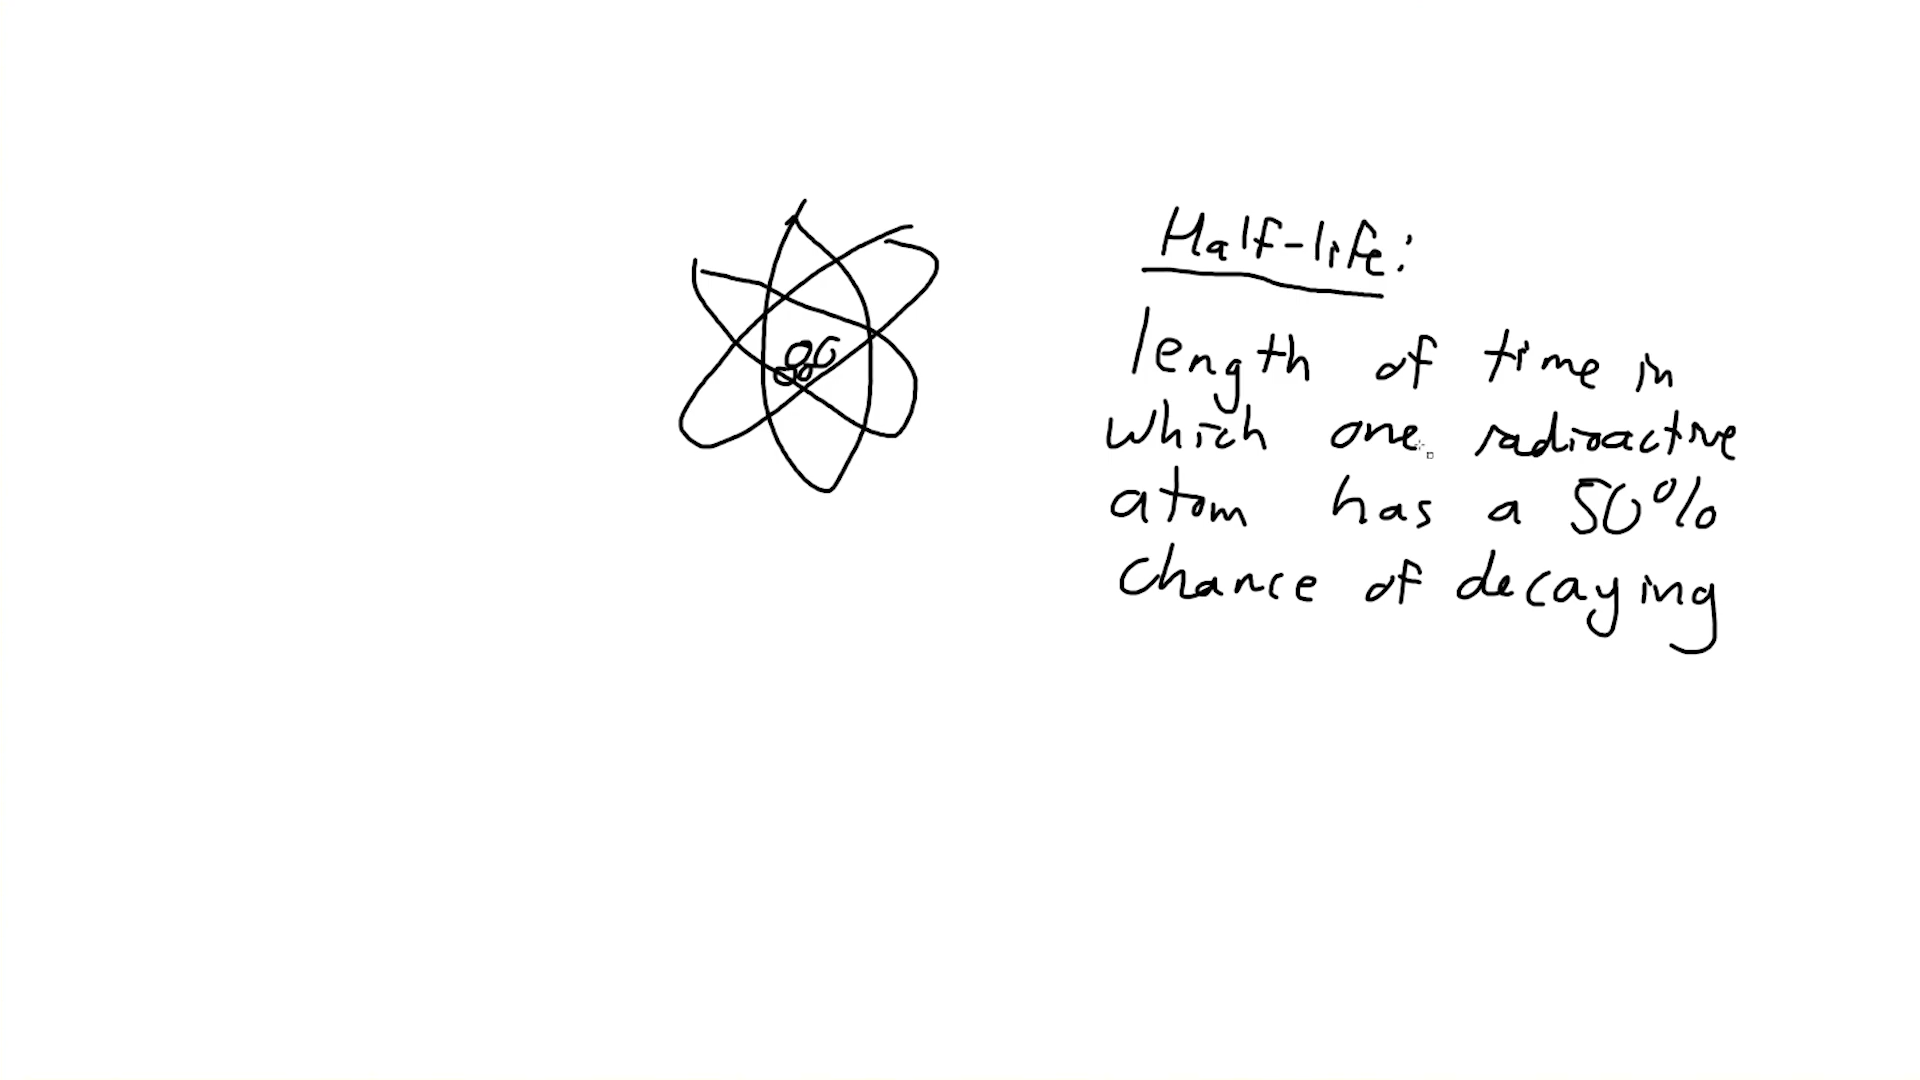 Half-life:
length of time in
which one radioactive
atom has a 50%
chance of decaying